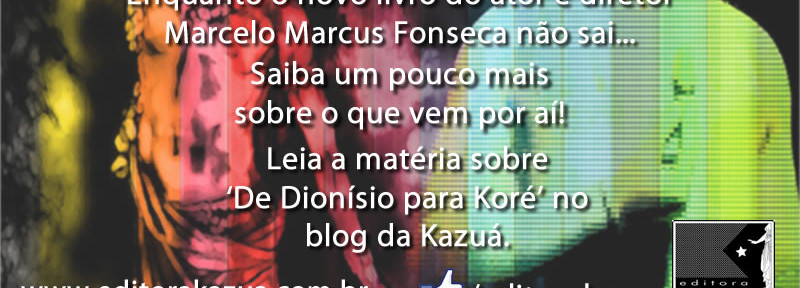 Enquanto o novo livro do ator e diretor
Marcelo Marcus Fonseca não sai...
Saiba um pouco mais
sobre o que vem por aí!
Leia a matéria sobre
‘De Dionísio para Koré’ no
blog da Kazuá.
www.editorakazua.com.br
editora